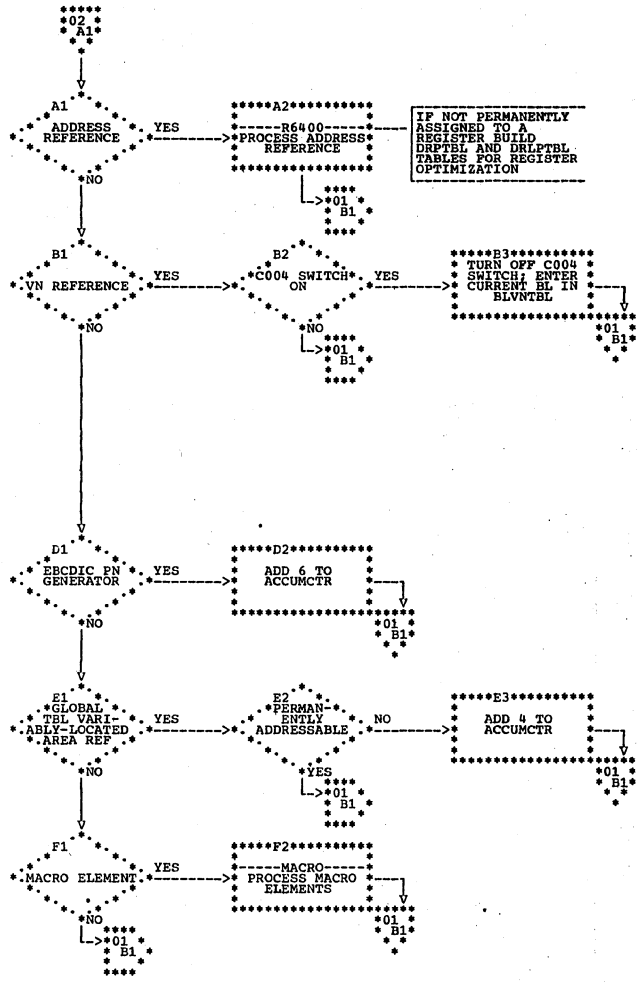 02
A1
A1
ADDRESS
REFERENCE
YES
NO
A2
R6400
PROCESS ADDRESS
REFERENCE
IF NOT PERMANENTLY
ASSIGNED TO A
REGISTER BUILD
DRPTBL AND DRLPTBL
TABLES FOR REGISTER
OPTIMIZATION
01
B1
B1
VN REFERENCE
YES
NO
B2
C004 SWITCH
ON
YES
NO
B3
TURN OFF C004
SWITCH; ENTER
CURRENT BL IN
BLVNTBL
01
B1
01
B1
D1
EBCDIC PN
GENERATOR
YES
NO
D2
ADD 6 TO
ACCUMCTR
01
B1
E1
GLOBAL
TBL VARI-
ABLY-LOCATED
AREA REF
YES
NO
E2
PERMAN-
ENTLY
ADDRESSABLE
NO
YES
E3
ADD 4 TO
ACCUMCTR
01
B1
01
B1
F1
MACRO ELEMENT
YES
NO
F2
MACRO
PROCESS MACRO
ELEMENTS
01
B1
01
B1